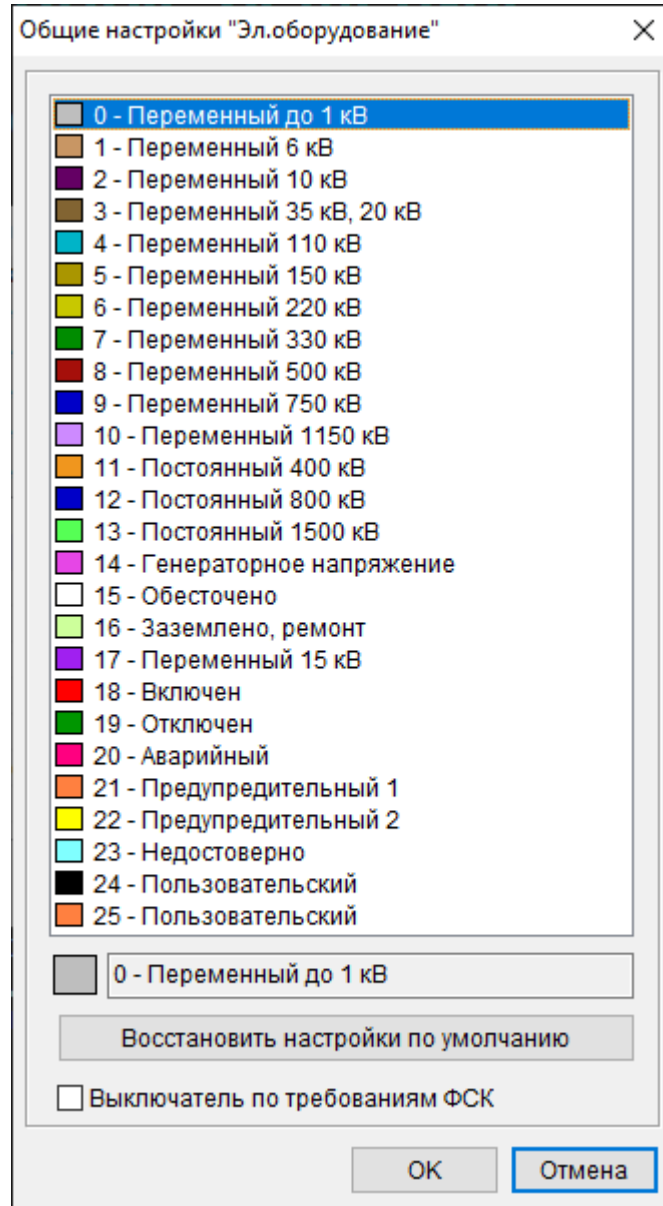 Общие настройки "Эл.оборудование"
0 - Переменный до 1 кВ
1 - Переменный 6 кВ
2 - Переменный 10 кВ
3 - Переменный 35 кВ, 20 кВ
4 - Переменный 110 кВ
5 - Переменный 150 кВ
6 - Переменный 220 кВ
7 - Переменный 330 кВ
8 - Переменный 500 кВ
9 - Переменный 750 кВ
10 - Переменный 1150 кВ
11 - Постоянный 400 кВ
12 - Постоянный 800 кВ
13 - Постоянный 1500 кВ
14 - Генераторное напряжение
15 - Обесточено
16 - Заземлено, ремонт
17 - Переменный 15 кВ
18 - Включен
19 - Отключен
20 - Аварийный
21 - Предупредительный 1
22 - Предупредительный 2
23 - Недостоверно
24 - Пользовательский
25 - Пользовательский
0 - Переменный до 1 кВ
Восстановить настройки по умолчанию
Выключатель по требованиям ФСК
OK Отмена